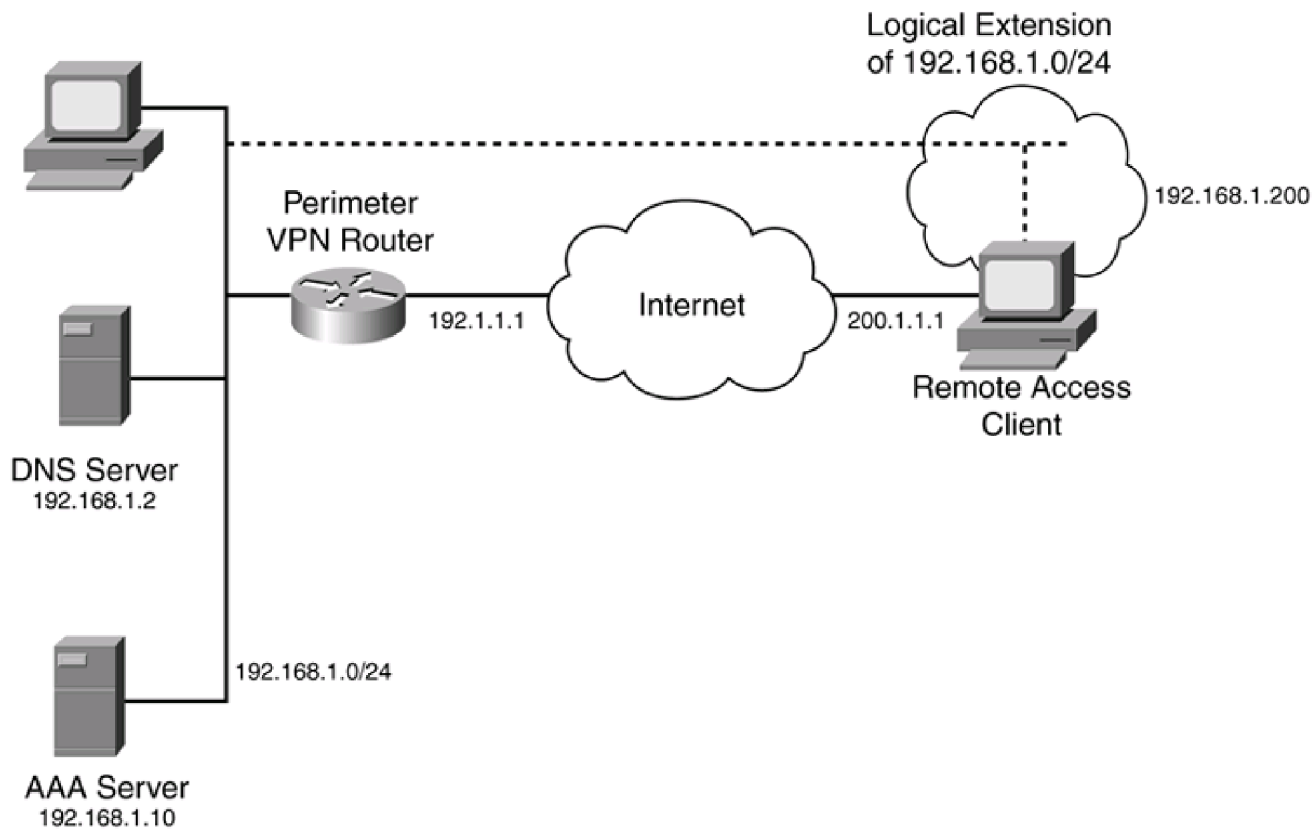 Logical Extension
of 192.168.1.0/24
192.168.1.200
Perimeter
VPN Router
192.1.1.1
Internet
200.1.1.1
Remote Access
Client
DNS Server
192.168.1.2
192.168.1.0/24
AAA Server
192.168.1.10